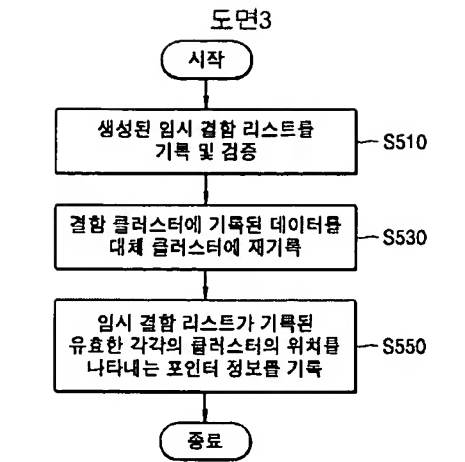 도면3
시작
생성된 임시 결함 리스트를
기록 및 검증
S510
결함 클러스터에 기록된 데이터를
대체 클러스터에 재기록
S530
임시 결함 리스트가 기록된
유효한 각각의 클러스터의 위치를
나타내는 포인터 정보를 기록
S550
종료